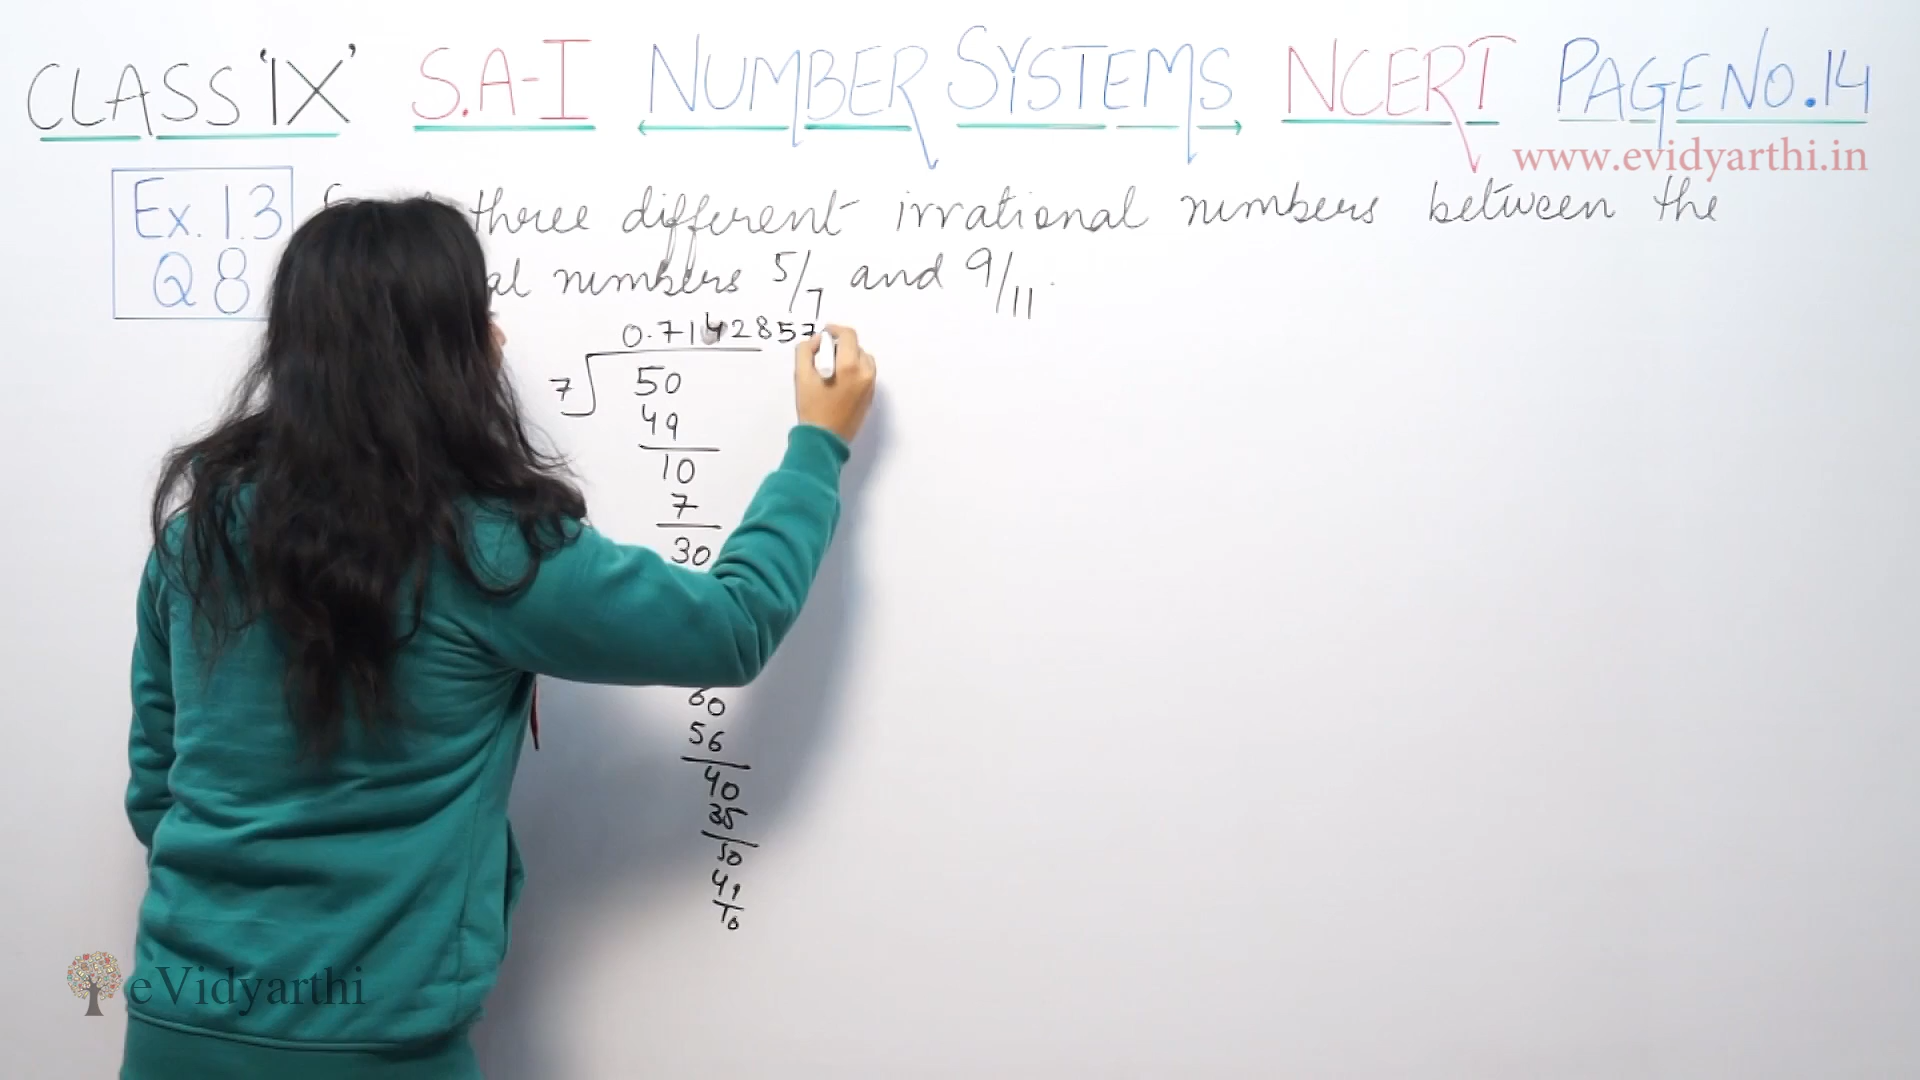 CLASS 'IX' S.A-I NUMBER SYSTEMS NCERT PAGE NO.14
www.evidyarthi.in
Ex. 1.3 three different irrational numbers between the
Q 8 numbers 5/7 and 9/11.
0.7142857
7 50
49
10
7
30
60
56
40
35
50
49
10
eVidyarthi